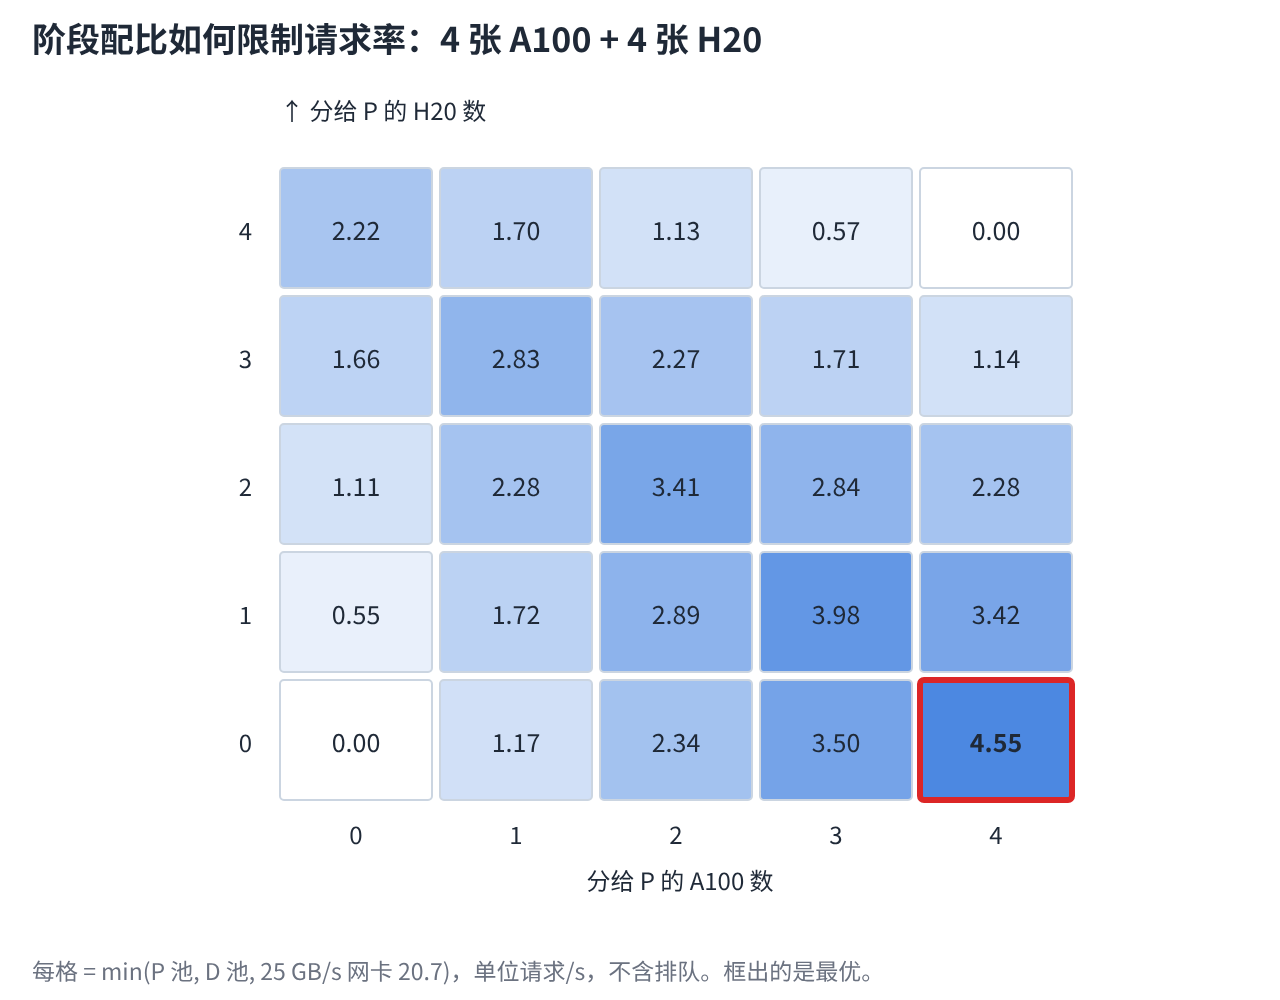 阶段配比如何限制请求率：4 张 A100 + 4 张 H20
↑ 分给 P 的 H20 数
4 2.22 1.70 1.13 0.57 0.00
3 1.66 2.83 2.27 1.71 1.14
2 1.11 2.28 3.41 2.84 2.28
1 0.55 1.72 2.89 3.98 3.42
0 0.00 1.17 2.34 3.50 4.55
0 1 2 3 4
分给 P 的 A100 数
每格 = min(P 池, D 池, 25 GB/s 网卡 20.7)，单位请求/s，不含排队。框出的是最优。